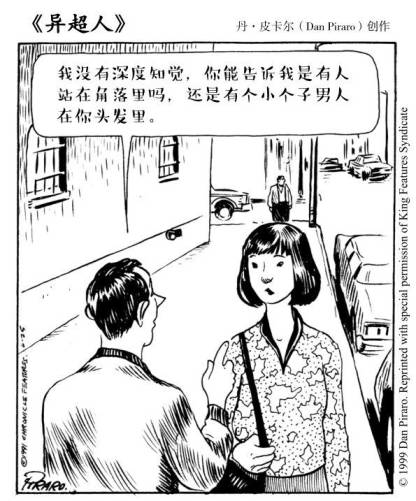 《异超人》
丹·皮卡尔（Dan Piraro）创作
我没有深度知觉，你能告诉我是有人
站在角落里吗，还是有个小个子男人
在你头发里。
© 1999 Dan Piraro. Reprinted with special permission of King Features Syndicate
©1991 CHRONICLE FEATURES
PIRARO.